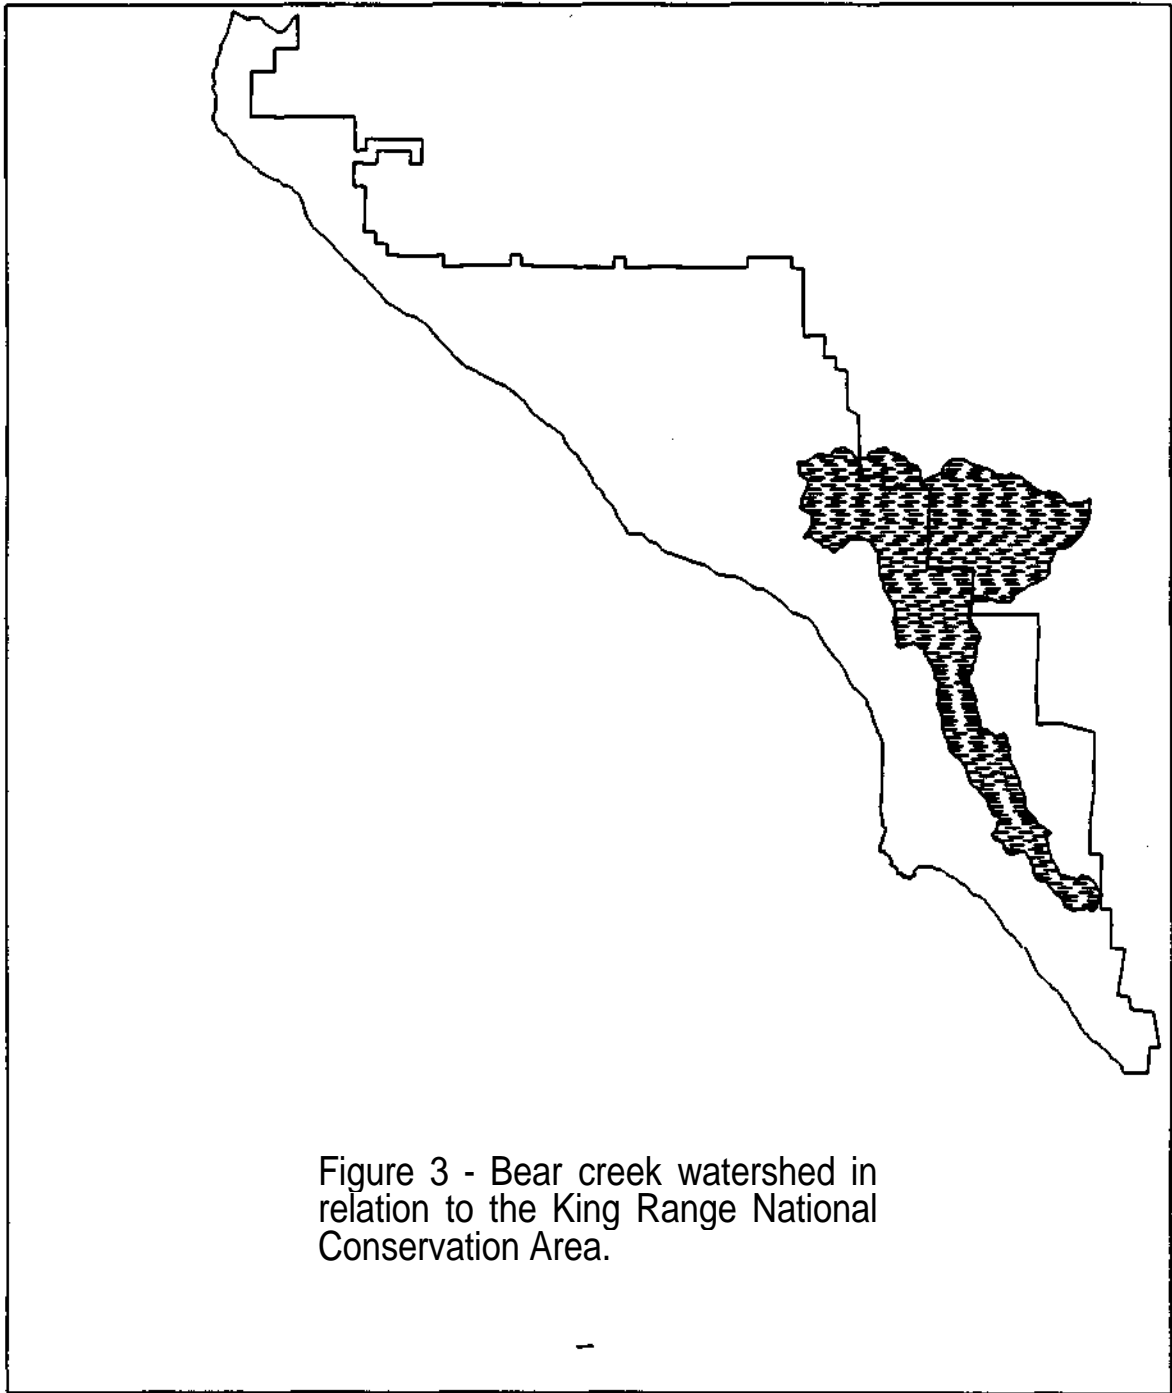 Figure 3 - Bear creek watershed in
relation to the King Range National
Conservation Area.